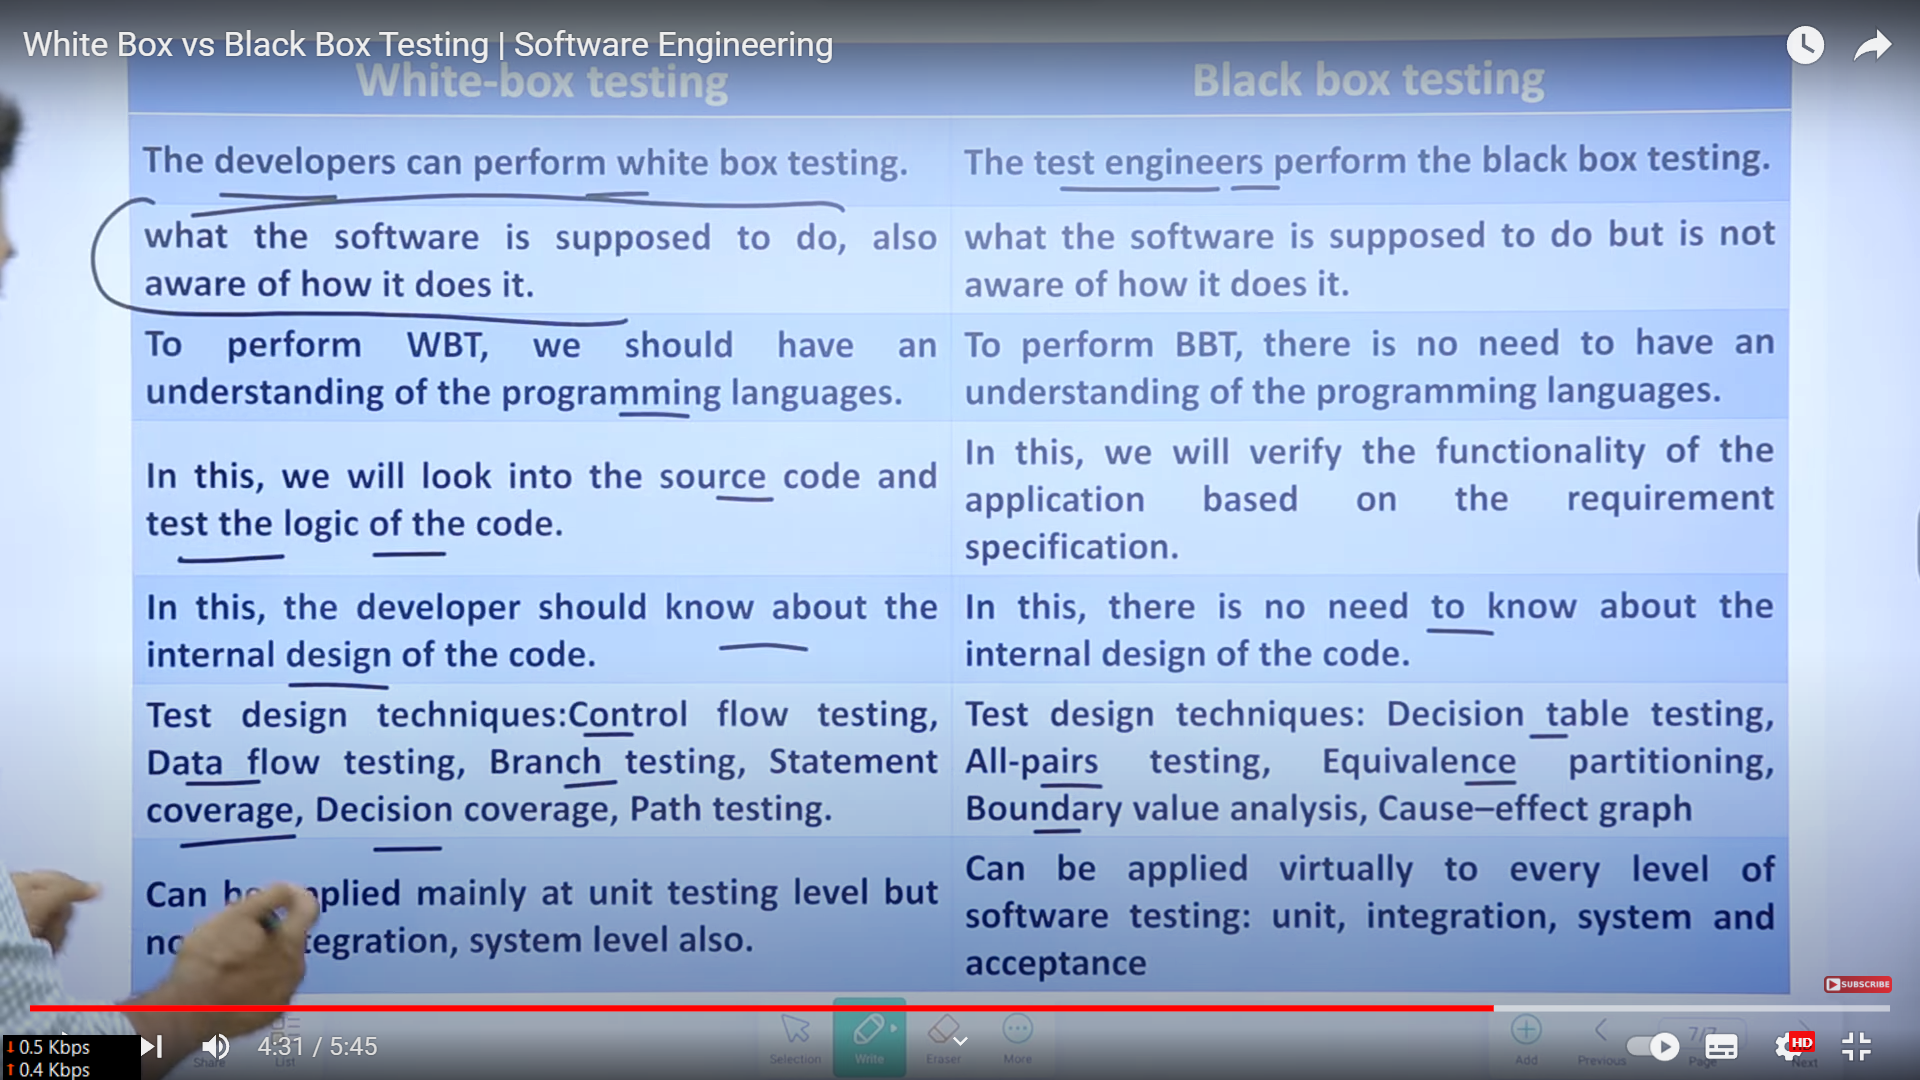 White Box vs Black Box Testing | Software Engineering
White-box testing
Black box testing
The developers can perform white box testing.
The test engineers perform the black box testing.
what the software is supposed to do, also
aware of how it does it.
what the software is supposed to do but is not
aware of how it does it.
To perform WBT, we should have an
understanding of the programming languages.
To perform BBT, there is no need to have an
understanding of the programming languages.
In this, we will look into the source code and
test the logic of the code.
In this, we will verify the functionality of the
application based on the requirement
specification.
In this, the developer should know about the
internal design of the code.
In this, there is no need to know about the
internal design of the code.
Test design techniques:Control flow testing,
Data flow testing, Branch testing, Statement
coverage, Decision coverage, Path testing.
Test design techniques: Decision table testing,
All-pairs testing, Equivalence partitioning,
Boundary value analysis, Cause–effect graph
Can mainly at unit testing level but
system level also.
Can be applied virtually to every level of
software testing: unit, integration, system and
acceptance
SUBSCRIBE
4:31 / 5:45
HD
0.5 Kbps
0.4 Kbps
Share
List
Selection
Write
Eraser
More
Add
Previous
7/7
Page
Next